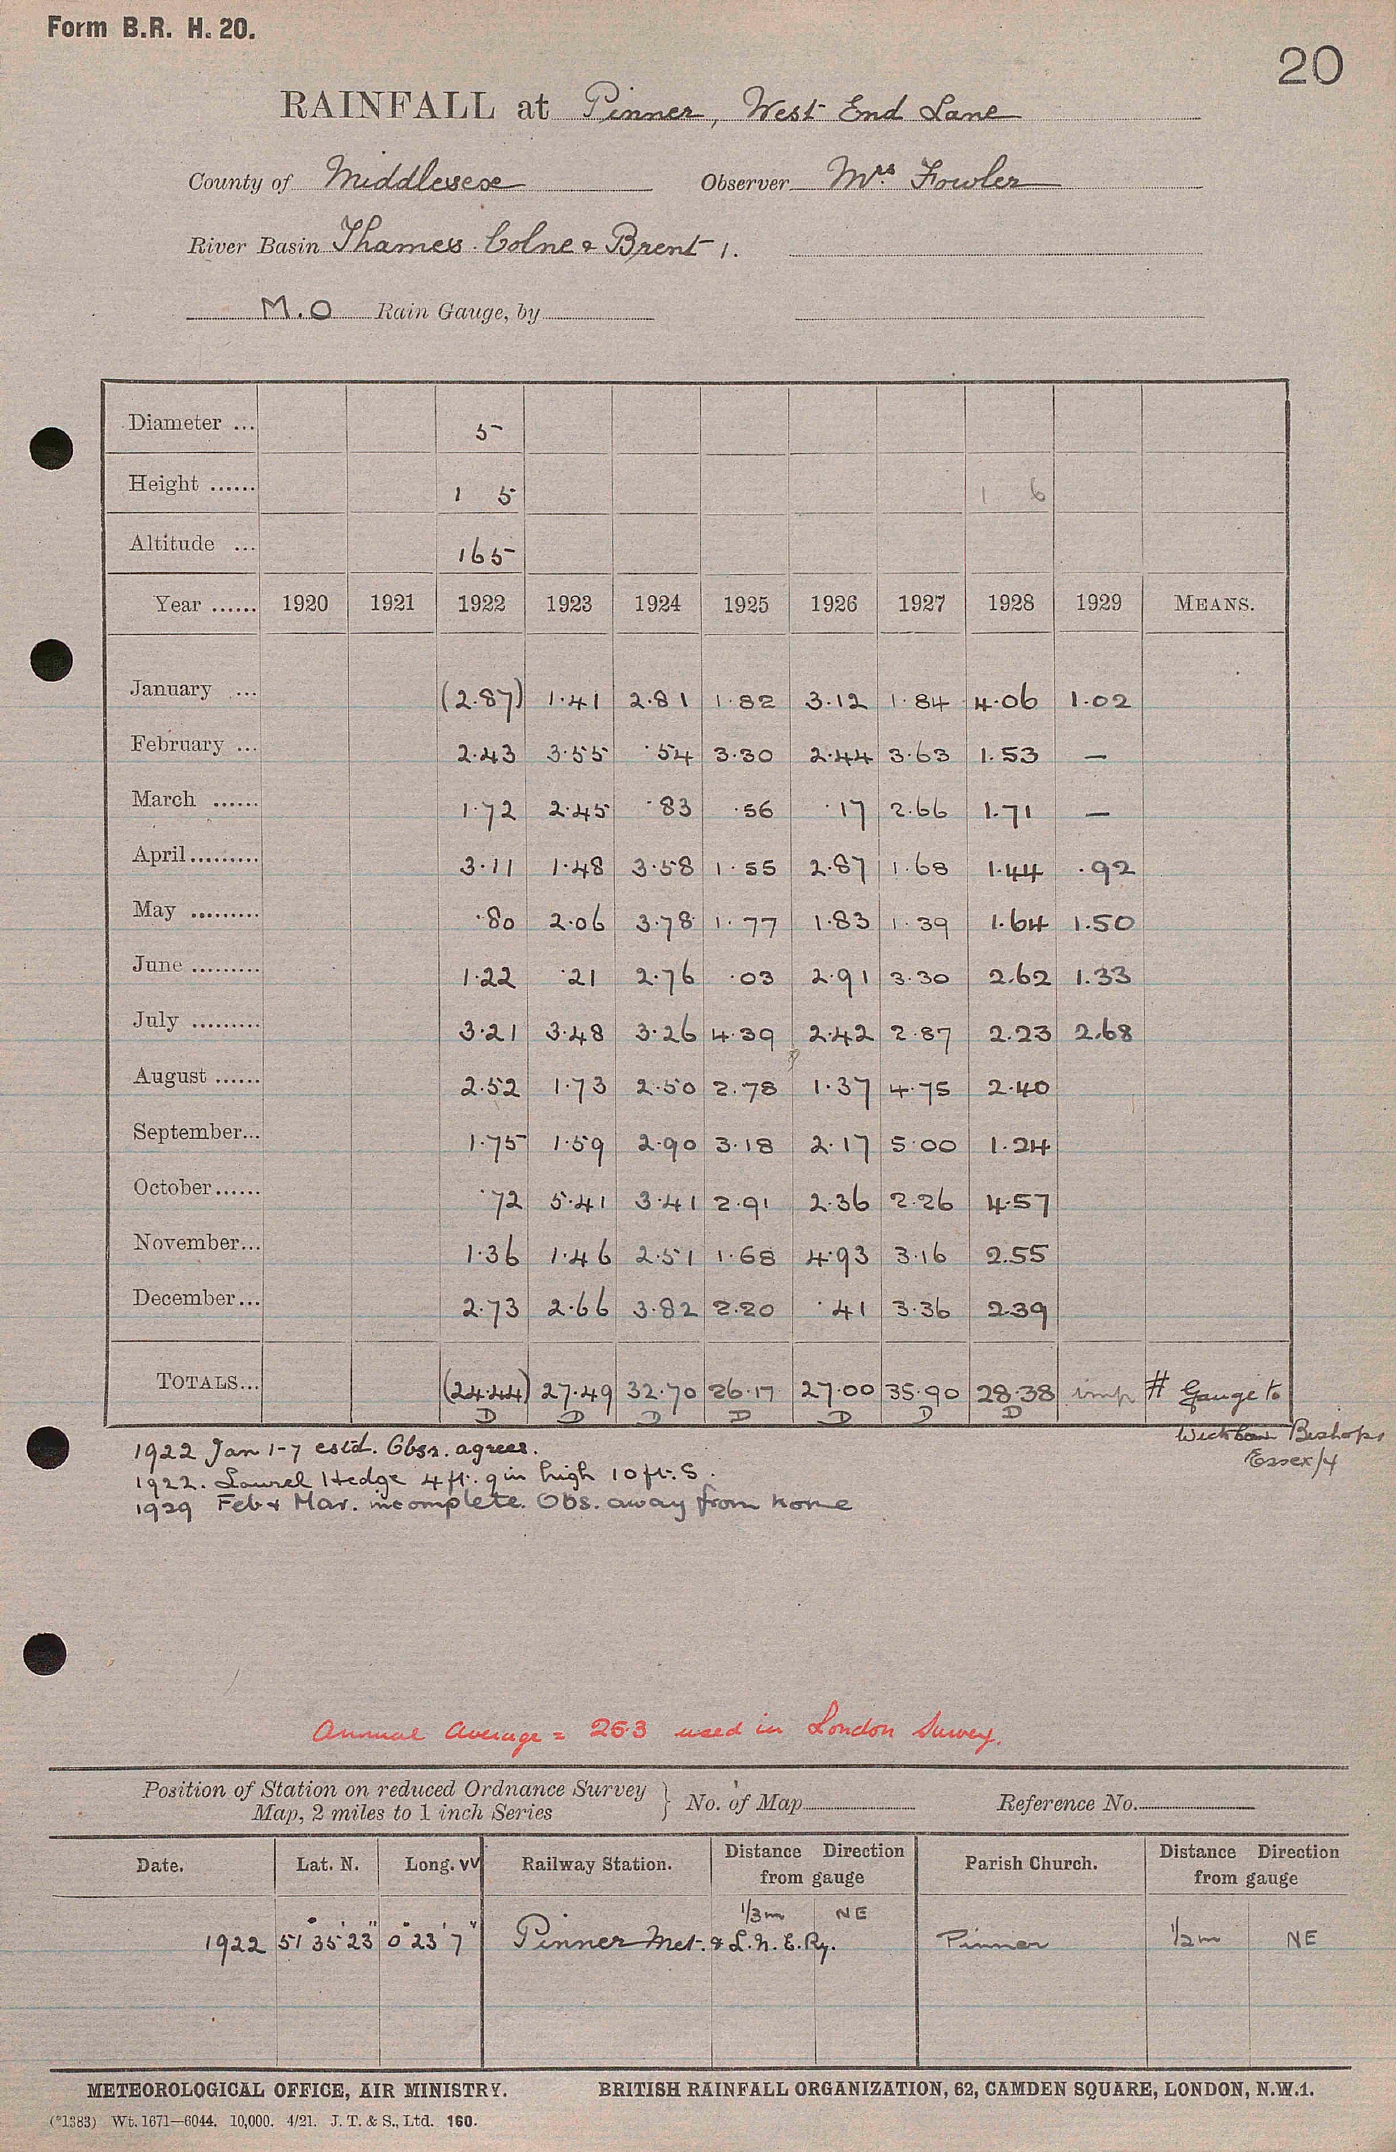 Form B.R. H. 20.
20
RAINFALL at Pinner, West End Lane
County of Middlesex Observer Mrs Fowler
River Basin Thames. Colne & Brent 1.
M.O Rain Gauge, by
Diameter ... 5
Height ...... 1 5 1 6
Altitude ... 165
Year ...... 1920 1921 1922 1923 1924 1925 1926 1927 1928 1929 MEANS.
January ... (2.87) 1.41 2.81 1.82 3.12 1.84 4.06 1.02
February ... 2.43 3.55 .54 3.30 2.44 3.63 1.53 —
March ...... 1.72 2.45 .83 .56 .17 2.66 1.71 —
April ......... 3.11 1.48 3.58 1.55 2.87 1.68 1.44 .92
May ......... .80 2.06 3.78 1.77 1.83 1.39 1.64 1.50
June ......... 1.22 .21 2.76 .03 2.91 3.30 2.62 1.33
July ......... 3.21 3.48 3.26 4.39 2.42 2.87 2.23 2.68
August ...... 2.52 1.73 2.50 2.78 1.37 4.75 2.40
September... 1.75 1.59 2.90 3.18 2.17 5.00 1.24
October ...... .72 5.41 3.41 2.91 2.36 2.26 4.57
November... 1.36 1.46 2.51 1.68 4.93 3.16 2.55
December... 2.73 2.66 3.82 2.20 .41 3.36 2.39
TOTALS... (24.44) 27.49 32.70 26.17 27.00 35.90 28.38 imp # Gauge to
D D D D D D D
Wickham Bishops
Essex/4
1922 Jan 1-7 estd. Obsr. agrees.
1922. Laurel Hedge 4ft. 9in high 10ft. S.
1929 Feb & Mar. incomplete. Obs. away from home
Annual Average = 25.3 used in London Survey.
Position of Station on reduced Ordnance Survey
Map, 2 miles to 1 inch Series } No. of Map Reference No.
Date. Lat. N. Long. W Railway Station. Distance Direction from gauge Parish Church. Distance Direction from gauge
1922 51° 35' 23" 0° 23' 7" Pinner Met. & L.N.E.Ry. 1/3m NE Pinner 1/2m NE
METEOROLOGICAL OFFICE, AIR MINISTRY. BRITISH RAINFALL ORGANIZATION, 62, CAMDEN SQUARE, LONDON, N.W.1.
(*1383) Wt. 1671—6044. 10,000. 4/21. J. T. & S., Ltd. 160.